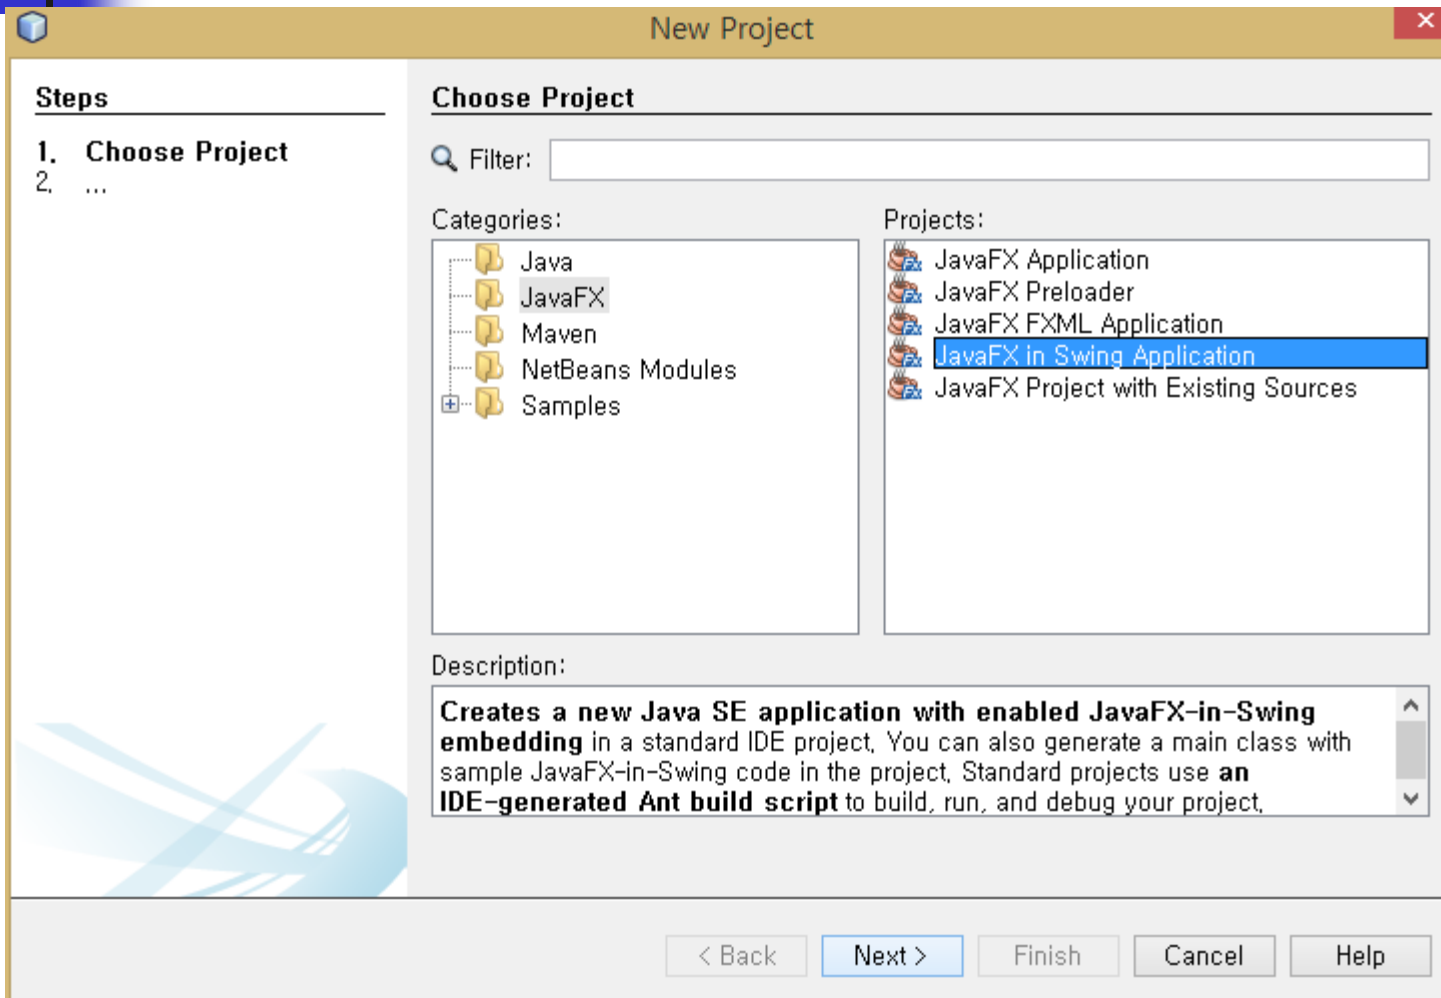 New Project
Steps
1. Choose Project
2. ...
Choose Project
Filter:
Categories:
Java
JavaFX
Maven
NetBeans Modules
Samples
Projects:
JavaFX Application
JavaFX Preloader
JavaFX FXML Application
JavaFX in Swing Application
JavaFX Project with Existing Sources
Description:
Creates a new Java SE application with enabled JavaFX-in-Swing
embedding in a standard IDE project. You can also generate a main class with
sample JavaFX-in-Swing code in the project. Standard projects use an
IDE-generated Ant build script to build, run, and debug your project.
< Back
Next >
Finish
Cancel
Help